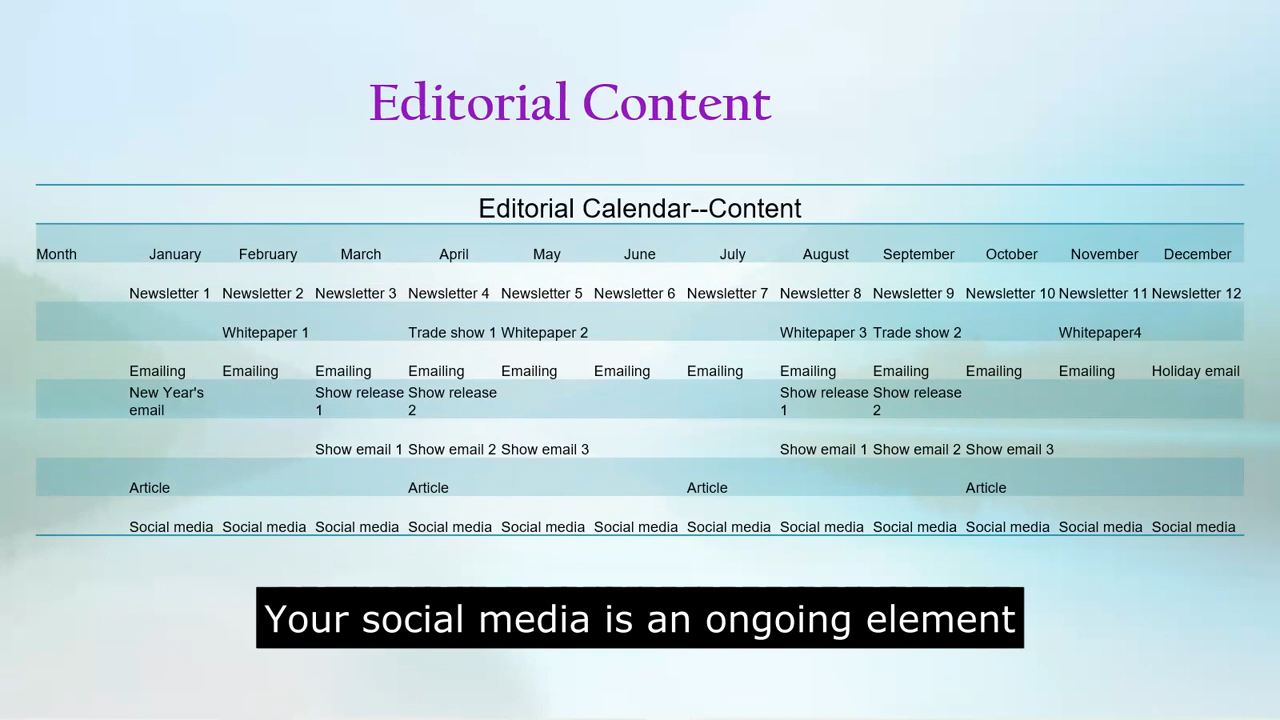 Editorial Content
Editorial Calendar--Content
Month January February March April May June July August September October November December
Newsletter 1 Newsletter 2 Newsletter 3 Newsletter 4 Newsletter 5 Newsletter 6 Newsletter 7 Newsletter 8 Newsletter 9 Newsletter 10 Newsletter 11 Newsletter 12
Whitepaper 1 Trade show 1 Whitepaper 2 Whitepaper 3 Trade show 2 Whitepaper4
Emailing Emailing Emailing Emailing Emailing Emailing Emailing Emailing Emailing Emailing Emailing Holiday email
New Year's Show release Show release Show release Show release
email 1 2 1 2
Show email 1 Show email 2 Show email 3 Show email 1 Show email 2 Show email 3
Article Article Article Article
Social media Social media Social media Social media Social media Social media Social media Social media Social media Social media Social media Social media
Your social media is an ongoing element